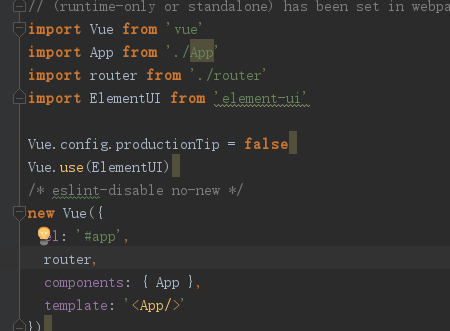 // (runtime-only or standalone) has been set in webpa
import Vue from 'vue'
import App from './App'
import router from './router'
import ElementUI from 'element-ui'
Vue.config.productionTip = false
Vue.use(ElementUI)
/* eslint-disable no-new */
new Vue({
l: '#app',
router,
components: { App },
template: '<App/>'
})